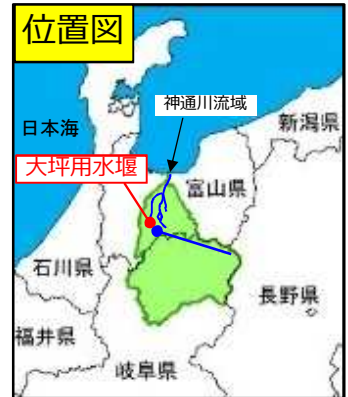 位置図
神通川流域
新潟県
日本海
大坪用水堰
富山県
石川県
長野県
福井県
岐阜県